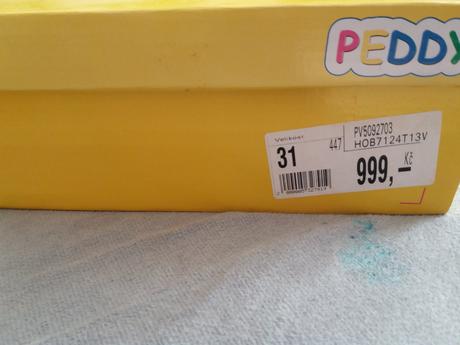 PEDDY
Velikost
31
447
PV5092703
HOB7124T13V
999,- Kč